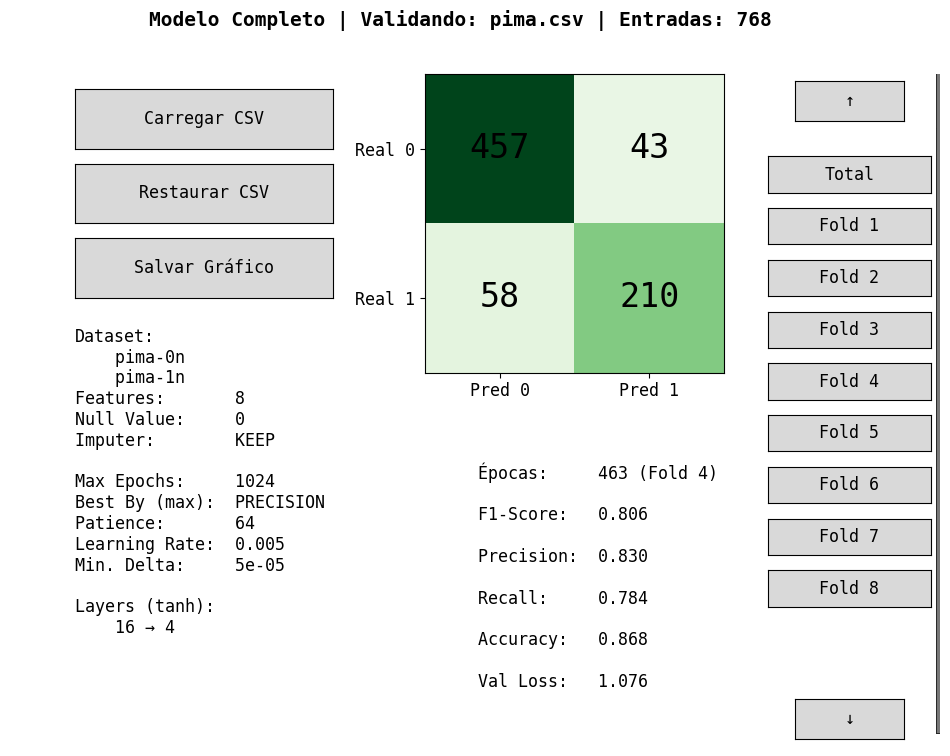 Modelo Completo | Validando: pima.csv | Entradas: 768
Carregar CSV
Restaurar CSV
Salvar Gráfico
Dataset:
    pima-0n
    pima-1n
Features:     8
Null Value:   0
Imputer:      KEEP
Max Epochs:     1024
Best By (max):  PRECISION
Patience:       64
Learning Rate:  0.005
Min. Delta:     5e-05
Layers (tanh):
    16 → 4
Real 0
457
43
Real 1
58
210
Pred 0
Pred 1
Épocas:     463 (Fold 4)
F1-Score:   0.806
Precision:  0.830
Recall:     0.784
Accuracy:   0.868
Val Loss:   1.076
↑
Total
Fold 1
Fold 2
Fold 3
Fold 4
Fold 5
Fold 6
Fold 7
Fold 8
↓